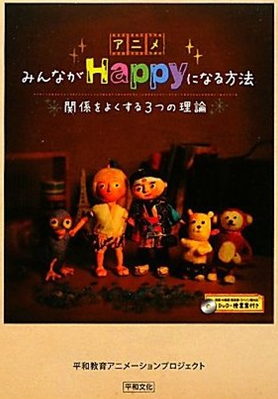 アニメ
みんながHappyになる方法
関係をよくする3つの理論
DVD・授業案付き
平和教育アニメーションプロジェクト
平和文化